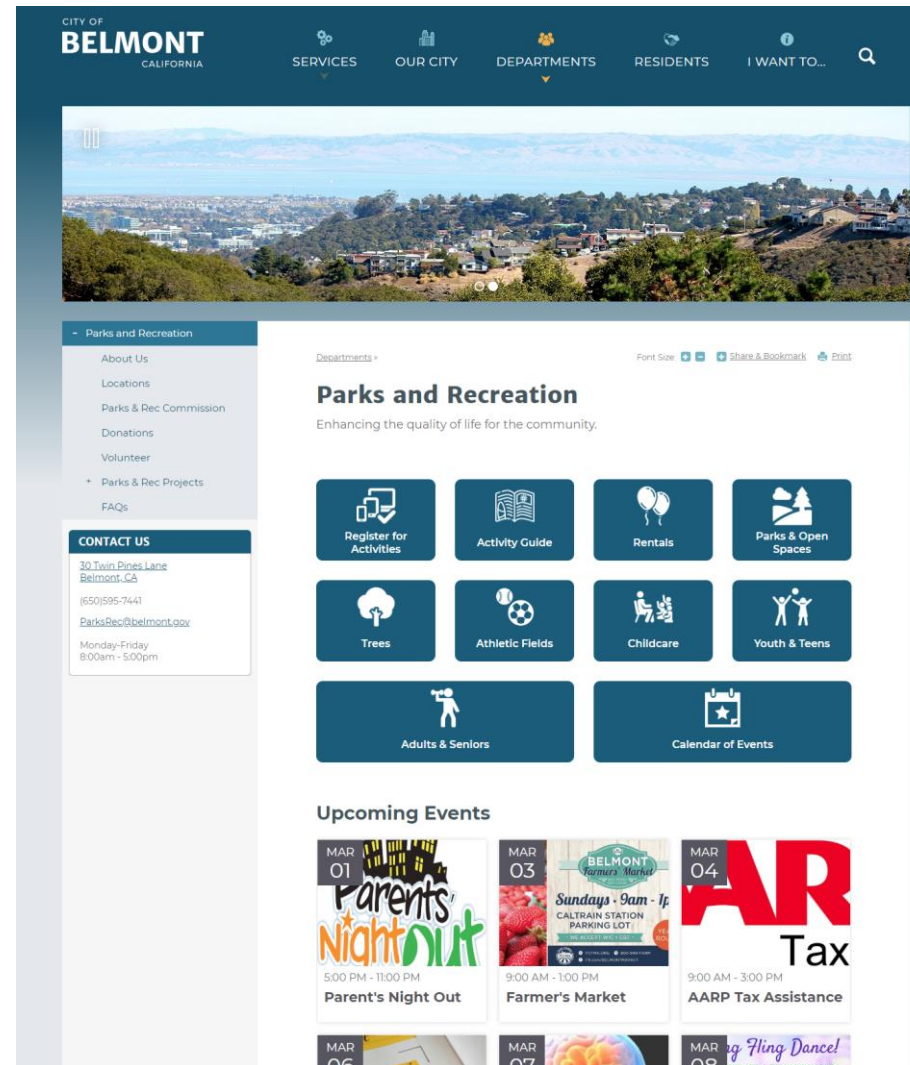 CITY OF
BELMONT
CALIFORNIA
SERVICES
OUR CITY
DEPARTMENTS
RESIDENTS
I WANT TO...
- Parks and Recreation
About Us
Locations
Parks & Rec Commission
Donations
Volunteer
+ Parks & Rec Projects
FAQs
CONTACT US
30 Twin Pines Lane
Belmont, CA
(650)595-7441
ParksRec@belmont.gov
Monday-Friday
8:00am - 5:00pm
Departments ›
Font Size: + -
+ Share & Bookmark
Print
Parks and Recreation
Enhancing the quality of life for the community.
Register for
Activities
Activity Guide
Rentals
Parks & Open
Spaces
Trees
Athletic Fields
Childcare
Youth & Teens
Adults & Seniors
Calendar of Events
Upcoming Events
MAR
01
Parents'
Night out
5:00 PM - 11:00 PM
Parent's Night Out
MAR
03
BELMONT
Farmers' Market
Sundays • 9am - 1p
CALTRAIN STATION
PARKING LOT
9:00 AM - 1:00 PM
Farmer's Market
MAR
04
AR
Tax
9:00 AM - 3:00 PM
AARP Tax Assistance
MAR
06
MAR
07
MAR
08
ng Fling Dance!